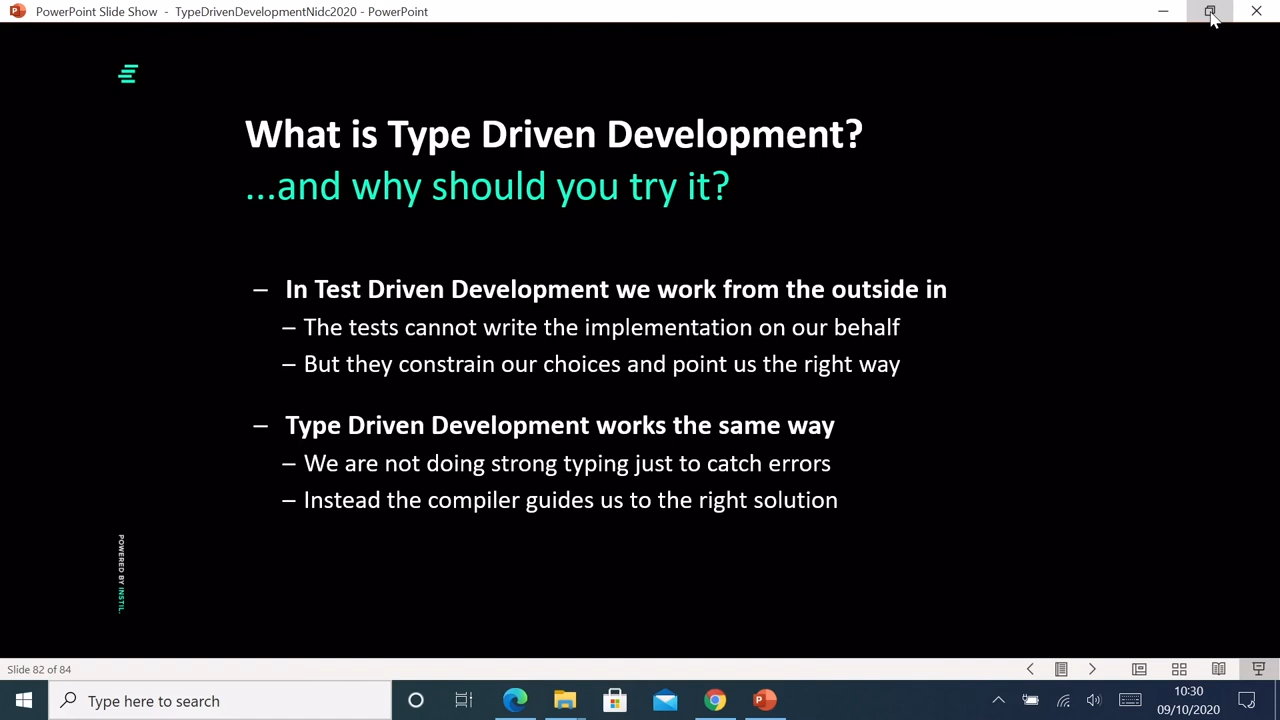 PowerPoint Slide Show - TypeDrivenDevelopmentNidc2020 - PowerPoint
What is Type Driven Development?
...and why should you try it?
– In Test Driven Development we work from the outside in
– The tests cannot write the implementation on our behalf
– But they constrain our choices and point us the right way
– Type Driven Development works the same way
– We are not doing strong typing just to catch errors
– Instead the compiler guides us to the right solution
POWERED BY INSTIL.
Slide 82 of 84
Type here to search
10:30
09/10/2020